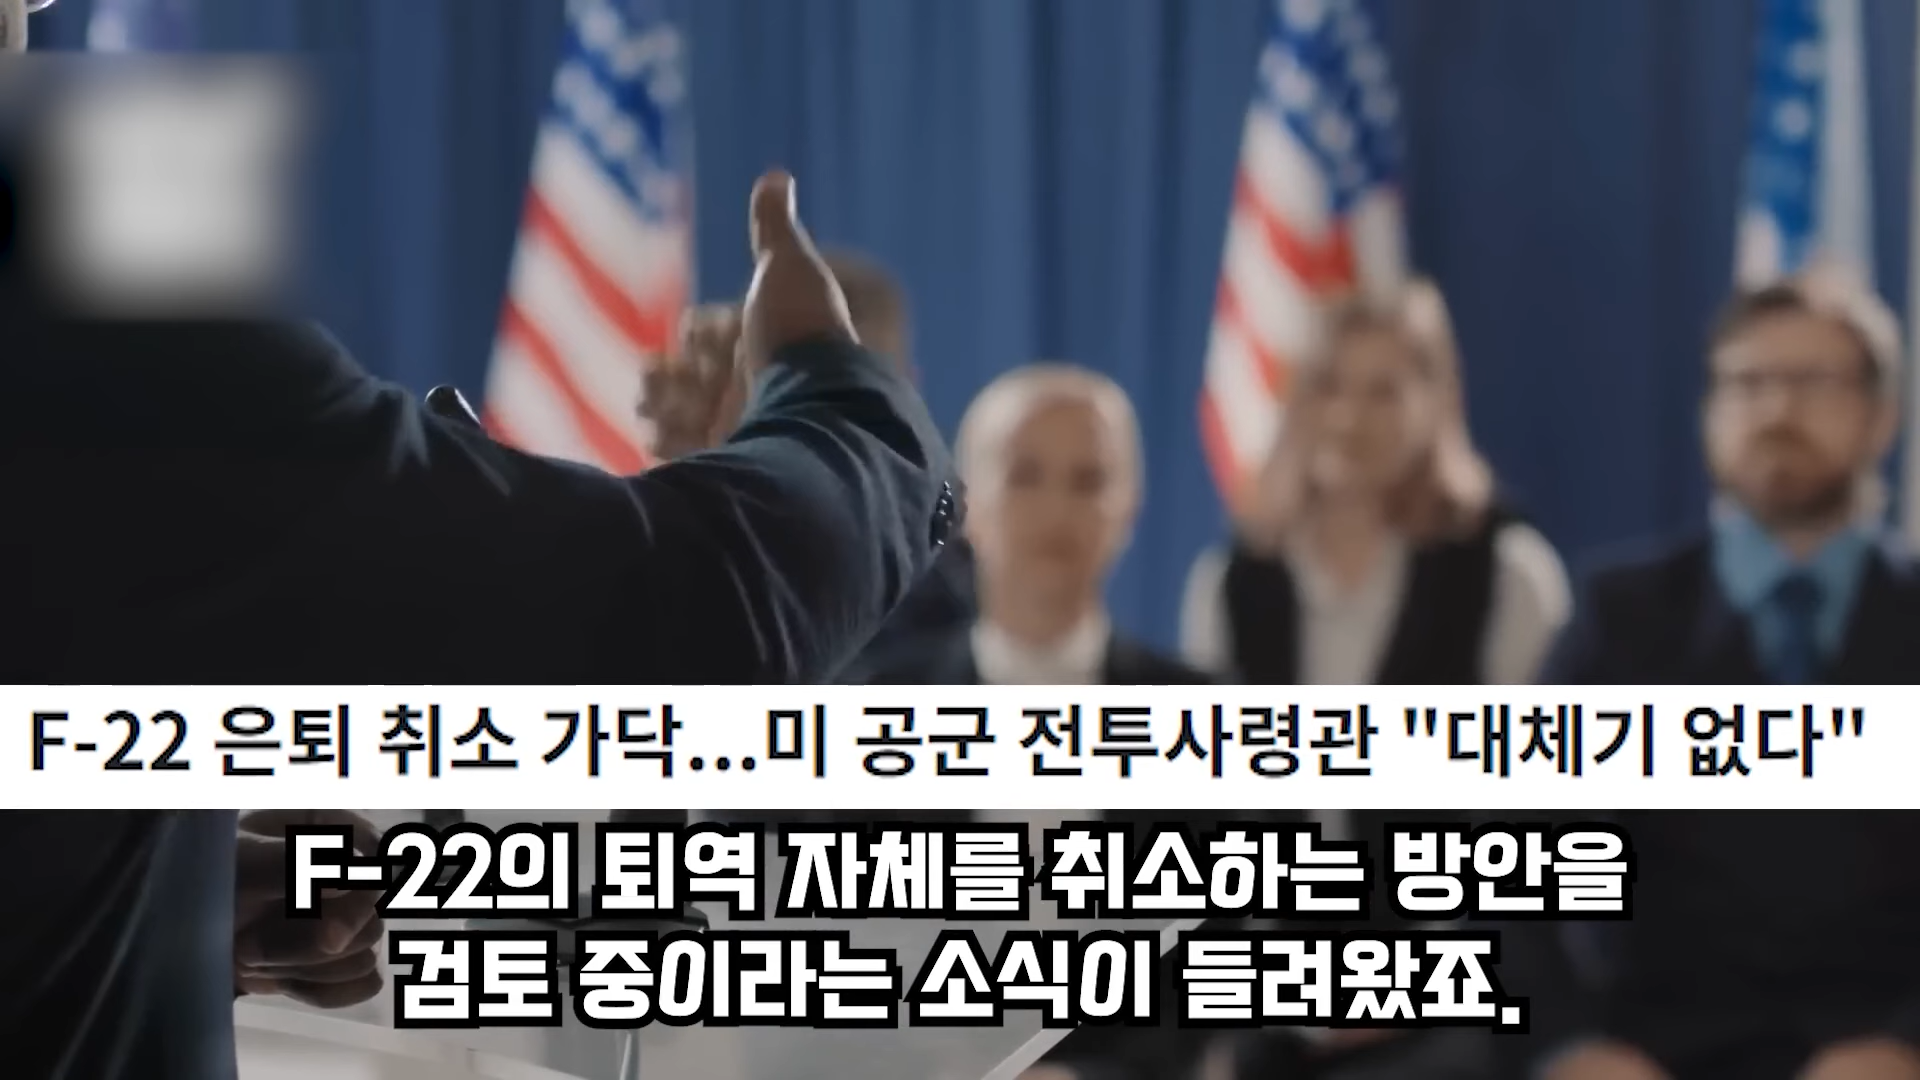 F-22 은퇴 취소 가닥...미 공군 전투사령관 "대체기 없다"
F-22의 퇴역 자체를 취소하는 방안을
검토 중이라는 소식이 들려왔죠.